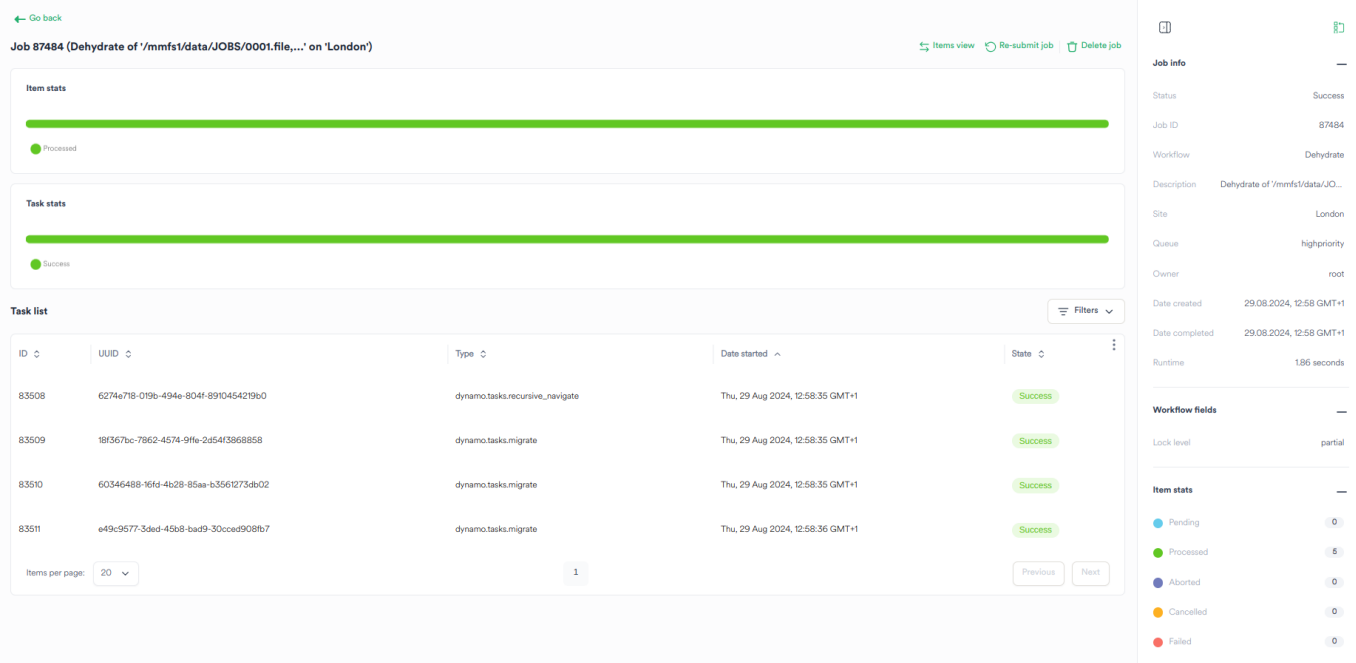 Go back
Job 87484 (Dehydrate of '/mmfs1/data/JOBS/0001.file,...' on 'London')
Items view Re-submit job Delete job
Item stats
Processed
Task stats
Success
Task list
Filters
ID UUID Type Date started State
83508 6274e718-019b-494e-804f-8910454219b0 dynamo.tasks.recursive_navigate Thu, 29 Aug 2024, 12:58:35 GMT+1 Success
83509 18f367bc-7862-4574-9ffe-2d54f3868858 dynamo.tasks.migrate Thu, 29 Aug 2024, 12:58:35 GMT+1 Success
83510 60346488-16fd-4b28-85aa-b3561273db02 dynamo.tasks.migrate Thu, 29 Aug 2024, 12:58:35 GMT+1 Success
83511 e49c9577-3ded-45b8-bad9-30cced908fb7 dynamo.tasks.migrate Thu, 29 Aug 2024, 12:58:36 GMT+1 Success
Items per page: 20 1 Previous Next
Job info
Status Success
Job ID 87484
Workflow Dehydrate
Description Dehydrate of '/mmfs1/data/JO...
Site London
Queue highpriority
Owner root
Date created 29.08.2024, 12:58 GMT+1
Date completed 29.08.2024, 12:58 GMT+1
Runtime 1.86 seconds
Workflow fields
Lock level partial
Item stats
Pending 0
Processed 5
Aborted 0
Cancelled 0
Failed 0